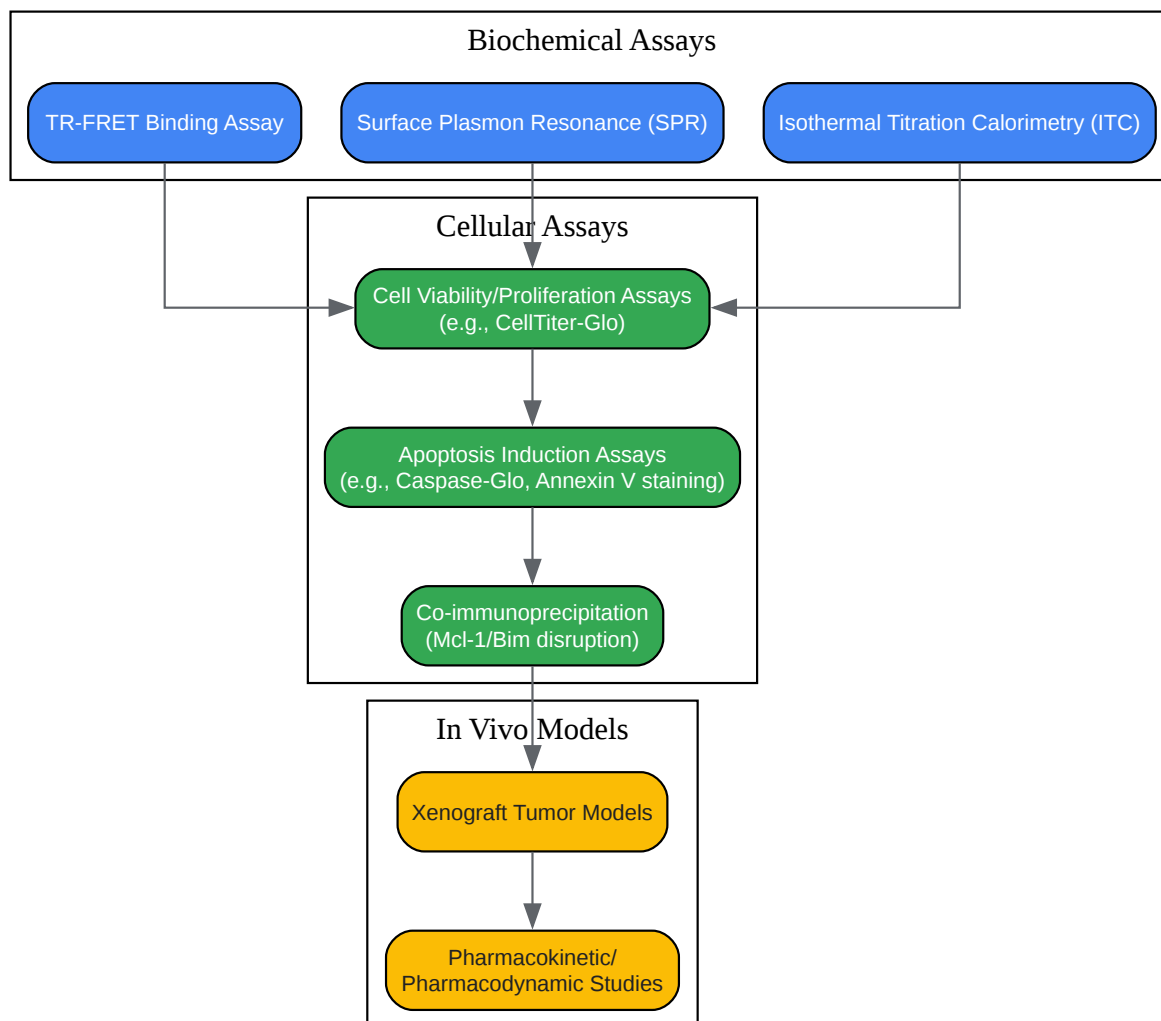 Biochemical Assays
TR-FRET Binding Assay
Surface Plasmon Resonance (SPR)
Isothermal Titration Calorimetry (ITC)
Cellular Assays
Cell Viability/Proliferation Assays
(e.g., CellTiter-Glo)
Apoptosis Induction Assays
(e.g., Caspase-Glo, Annexin V staining)
Co-immunoprecipitation
(Mcl-1/Bim disruption)
In Vivo Models
Xenograft Tumor Models
Pharmacokinetic/
Pharmacodynamic Studies